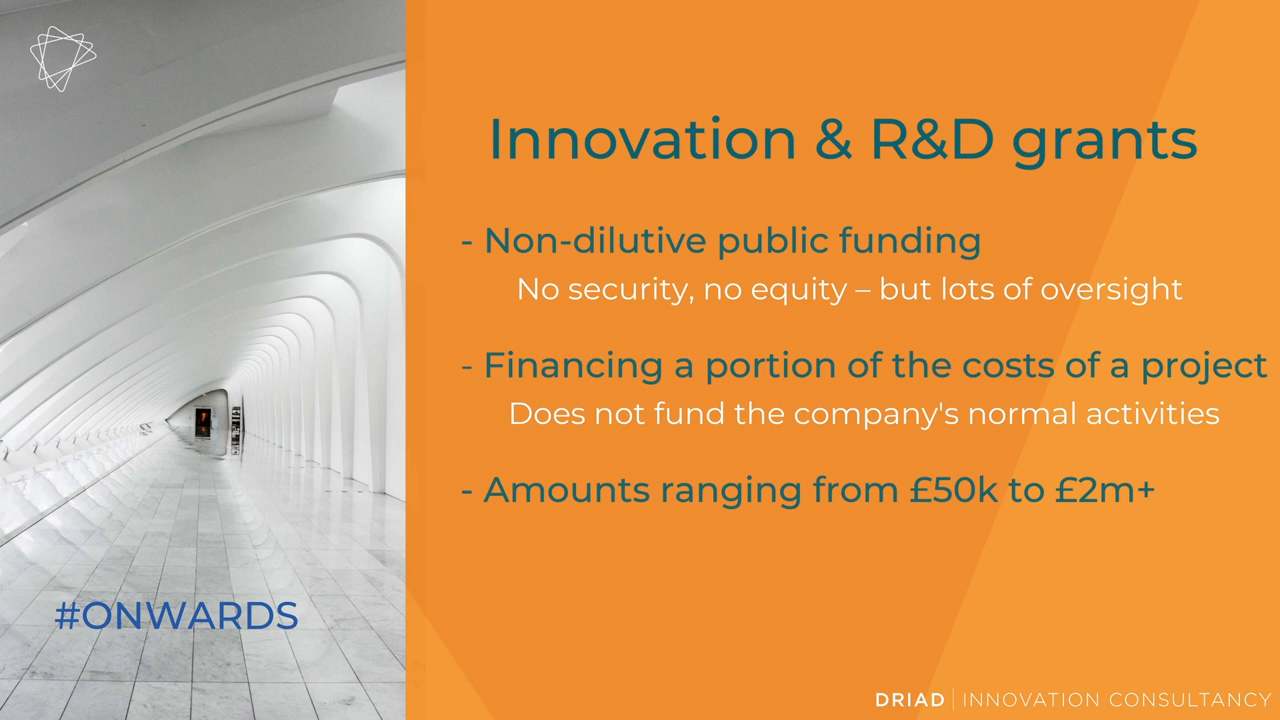 Innovation & R&D grants
- Non-dilutive public funding
No security, no equity – but lots of oversight
- Financing a portion of the costs of a project
Does not fund the company's normal activities
- Amounts ranging from £50k to £2m+
#ONWARDS
DRIAD | INNOVATION CONSULTANCY